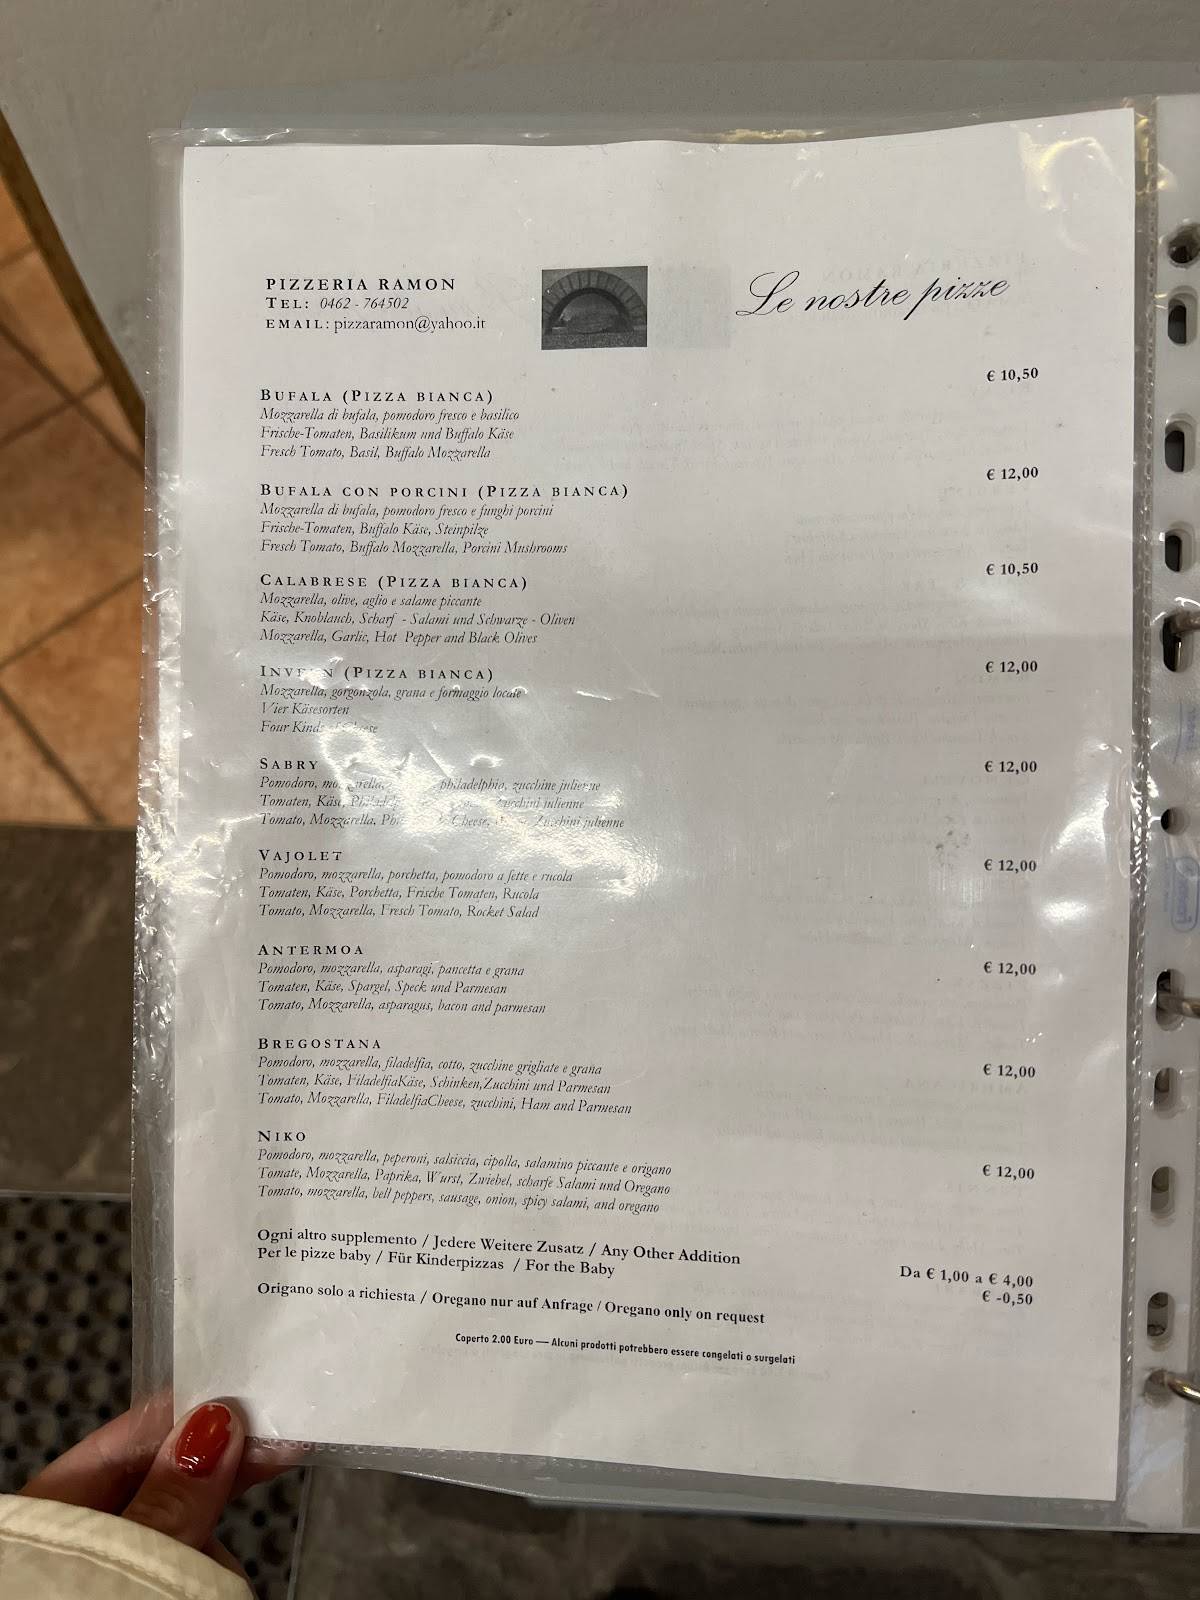 PIZZERIA RAMON
TEL: 0462 - 764502
EMAIL: pizzaramon@yahoo.it
Le nostre pizze
BUFALA (PIZZA BIANCA) € 10,50
Mozzarella di bufala, pomodoro fresco e basilico
Frische-Tomaten, Basilikum und Buffalo Käse
Fresch Tomato, Basil, Buffalo Mozzarella
BUFALA CON PORCINI (PIZZA BIANCA) € 12,00
Mozzarella di bufala, pomodoro fresco e funghi porcini
Frische-Tomaten, Buffalo Käse, Steinpilze
Fresch Tomato, Buffalo Mozzarella, Porcini Mushrooms
CALABRESE (PIZZA BIANCA) € 10,50
Mozzarella, olive, aglio e salame piccante
Käse, Knoblauch, Scharf - Salami und Schwarze - Oliven
Mozzarella, Garlic, Hot Pepper and Black Olives
(PIZZA BIANCA) € 12,00
Mozzarella, gorgonzola, grana e formaggio locale
Vier Käsesorten
Four Kinds of Cheese
SABRY € 12,00
Pomodoro, mozzarella, philadelphia, zucchine julienne
Tomaten, Käse, Zucchini julienne
Tomato, Mozzarella, Cheese, Zucchini julienne
VAJOLET € 12,00
Pomodoro, mozzarella, porchetta, pomodoro a fette e rucola
Tomaten, Käse, Porchetta, Frische Tomaten, Rucola
Tomato, Mozzarella, Fresch Tomato, Rocket Salad
ANTERMOA € 12,00
Pomodoro, mozzarella, asparagi, pancetta e grana
Tomaten, Käse, Spargel, Speck und Parmesan
Tomato, Mozzarella, asparagus, bacon and parmesan
BREGOSTANA € 12,00
Pomodoro, mozzarella, filadelfia, cotto, zucchine grigliate e grana
Tomaten, Käse, FiladelfiaKäse, Schinken,Zucchini und Parmesan
Tomato, Mozzarella, FiladelfiaCheese, zucchini, Ham and Parmesan
NIKO € 12,00
Pomodoro, mozzarella, peperoni, salsiccia, cipolla, salamino piccante e origano
Tomate, Mozzarella, Paprika, Wurst, Zwiebel, scharfe Salami und Oregano
Tomato, mozzarella, bell peppers, sausage, onion, spicy salami, and oregano
Ogni altro supplemento / Jedere Weitere Zusatz / Any Other Addition Da € 1,00 a € 4,00
Per le pizze baby / Für Kinderpizzas / For the Baby € -0,50
Origano solo a richiesta / Oregano nur auf Anfrage / Oregano only on request
Coperto 2.00 Euro — Alcuni prodotti potrebbero essere congelati o surgelati